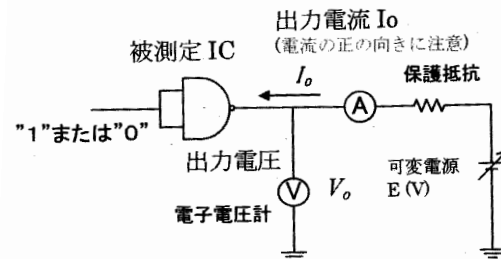 出力電流 Io
(電流の正の向きに注意)
被測定 IC
Io
保護抵抗
A
"1"または"0"
出力電圧
V
Vo
可変電源
E (V)
電子電圧計